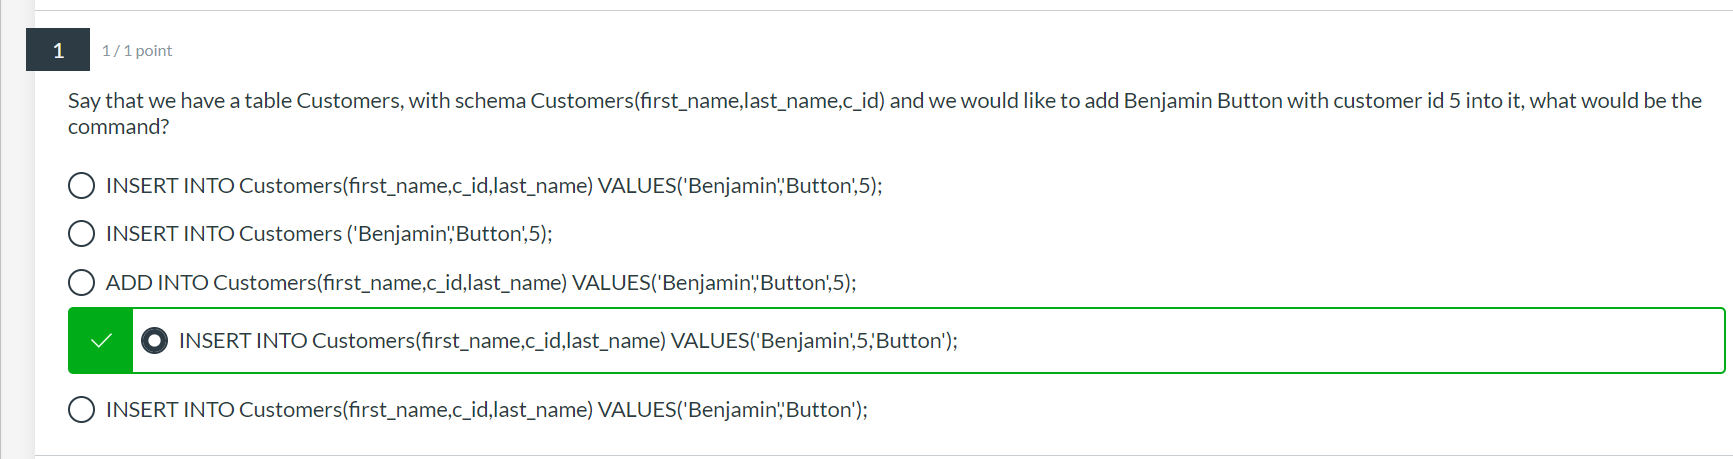 1
1 / 1 point
Say that we have a table Customers, with schema Customers(first_name,last_name,c_id) and we would like to add Benjamin Button with customer id 5 into it, what would be the
command?
INSERT INTO Customers(first_name,c_id,last_name) VALUES('Benjamin','Button',5);
INSERT INTO Customers ('Benjamin','Button',5);
ADD INTO Customers(first_name,c_id,last_name) VALUES('Benjamin','Button',5);
INSERT INTO Customers(first_name,c_id,last_name) VALUES('Benjamin',5,'Button');
INSERT INTO Customers(first_name,c_id,last_name) VALUES('Benjamin','Button');